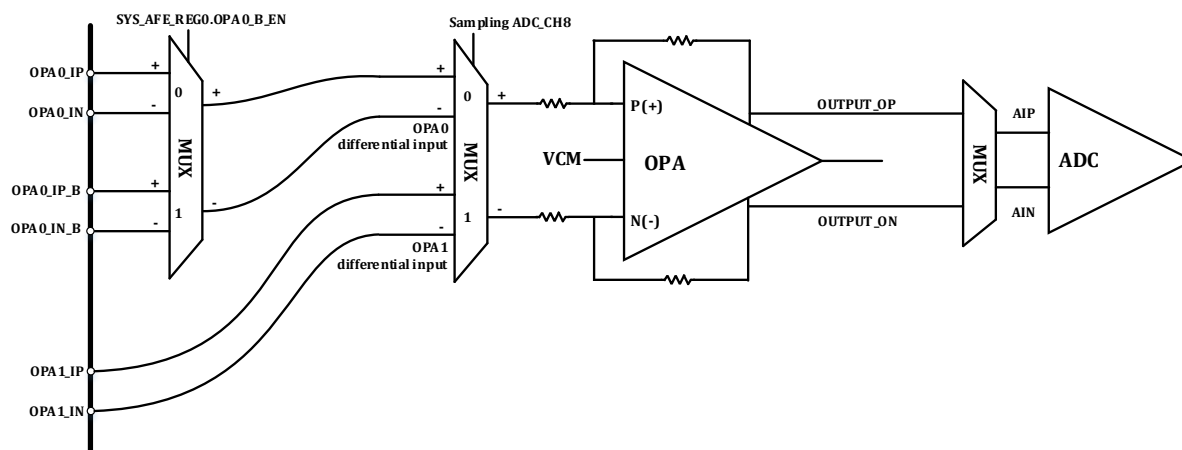 SYS_AFE_REG0.OPA0_B_EN
Sampling ADC_CH8
OPA0_IP
+
0
+
+
0
+
P(+)
OUTPUT_OP
AIP
OPA0_IN
-
-
OPA0
differential input
MUX
MUX
VCM
OPA
MUX
ADC
OPA0_IP_B
+
-
+
1
-
N(-)
OUTPUT_ON
AIN
OPA0_IN_B
-
1
-
OPA1
differential input
OPA1_IP
OPA1_IN